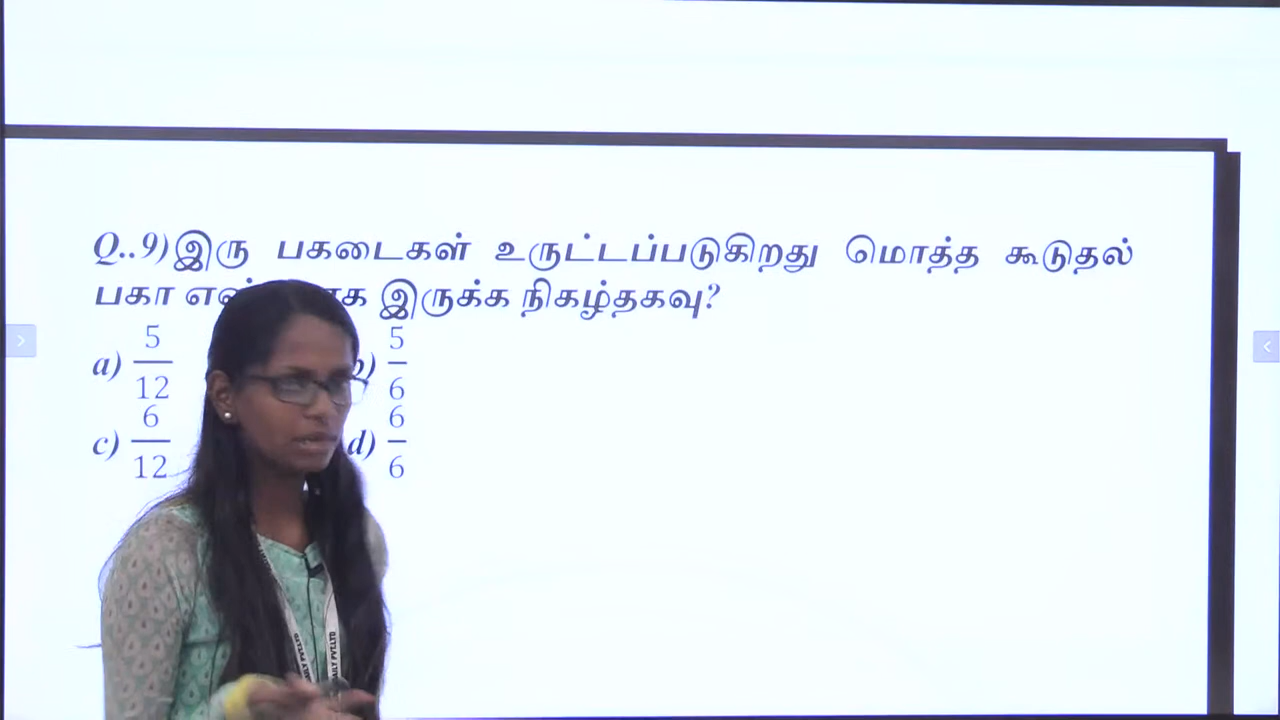 Q..9)இரு பகடைகள் உருட்டப்படுகிறது மொத்த கூடுதல்
பகா இருக்க நிகழ்தகவு?
a) 5/12 b) 5/6
c) 6/12 d) 6/6